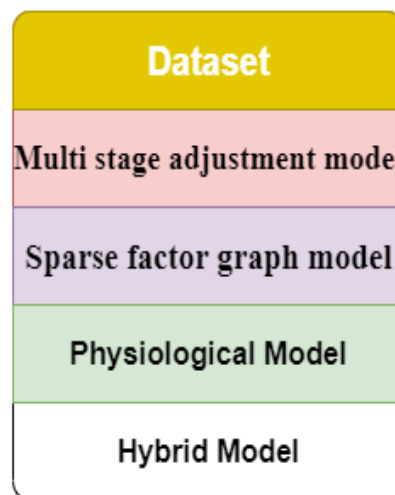 Dataset
Multi stage adjustment mode
Sparse factor graph model
Physiological Model
Hybrid Model